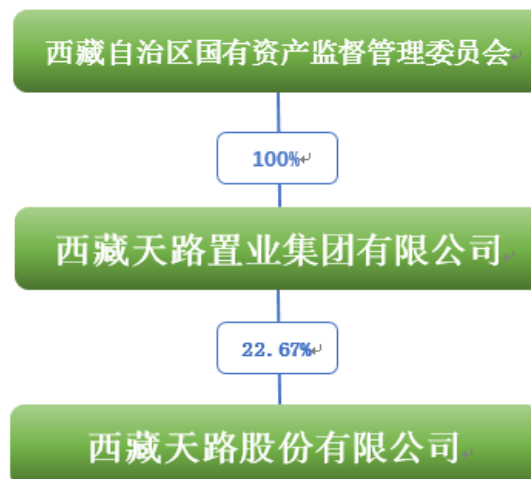 西藏自治区国有资产监督管理委员会
100%
西藏天路置业集团有限公司
22.67%
西藏天路股份有限公司